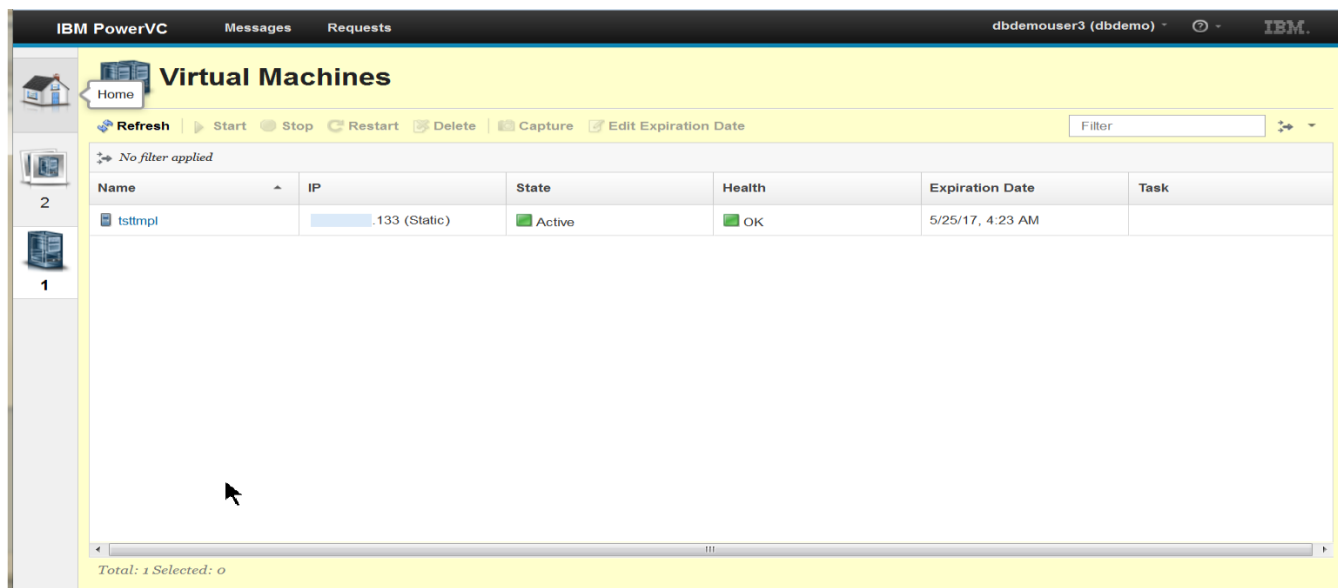 IBM PowerVC Messages Requests dbdemouser3 (dbdemo) ? IBM.
Virtual Machines
Home
Refresh Start Stop Restart Delete Capture Edit Expiration Date Filter
No filter applied
Name IP State Health Expiration Date Task
2
tsttmpl .133 (Static) Active OK 5/25/17, 4:23 AM
1
Total: 1 Selected: 0